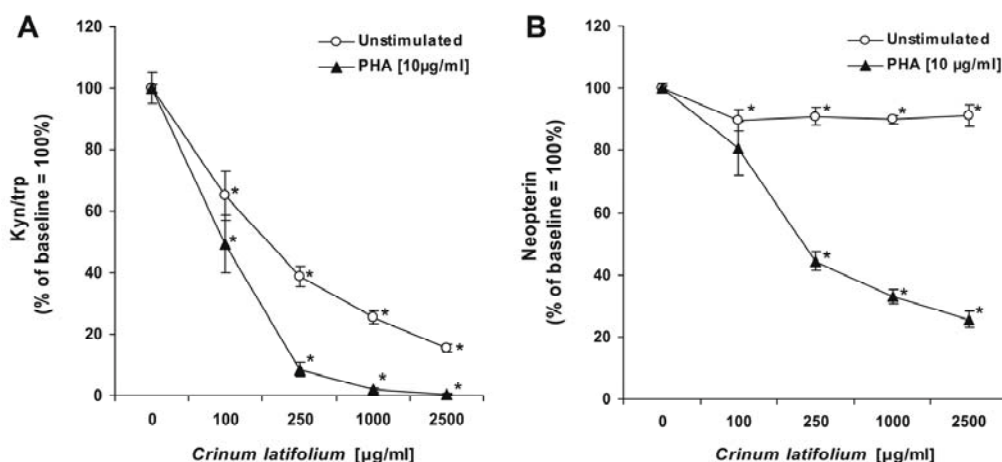 A
Unstimulated
PHA [10µg/ml]
Kyn/trp
(% of baseline = 100%)
120
100
80
60
40
20
0
*
*
*
*
*
*
*
*
0 100 250 1000 2500
Crinum latifolium [µg/ml]
B
Unstimulated
PHA [10 µg/ml]
Neopterin
(% of baseline = 100%)
120
100
80
60
40
20
0
*
*
*
*
*
*
*
0 100 250 1000 2500
Crinum latifolium [µg/ml]